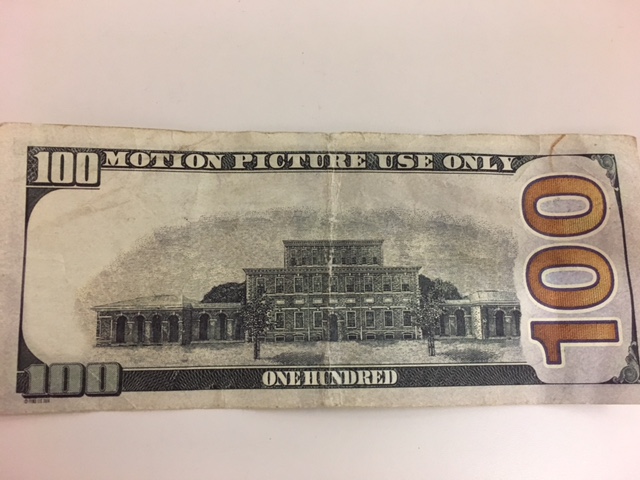 100 MOTION PICTURE USE ONLY
100
100
ONE HUNDRED